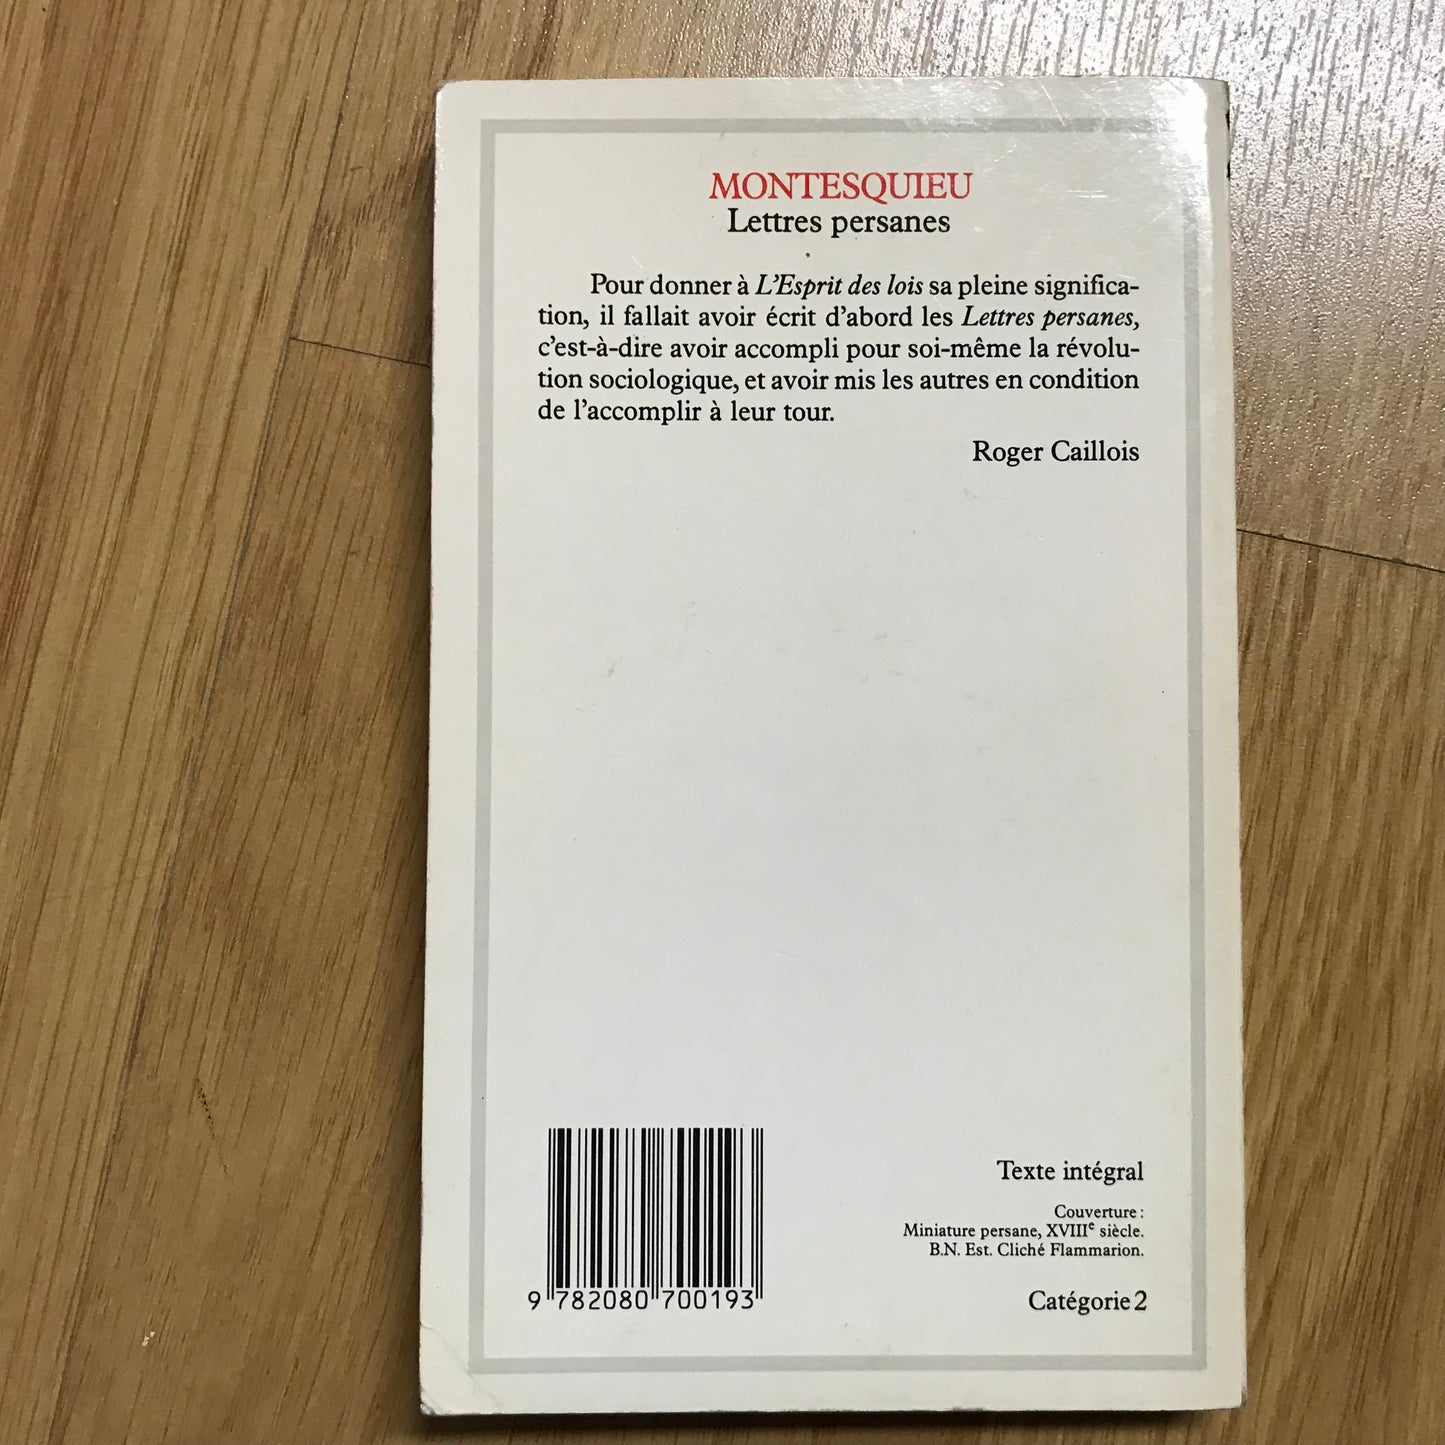 MONTESQUIEU
Lettres persanes
Pour donner à L'Esprit des lois sa pleine significa-
tion, il fallait avoir écrit d'abord les Lettres persanes,
c'est-à-dire avoir accompli pour soi-même la révolu-
tion sociologique, et avoir mis les autres en condition
de l'accomplir à leur tour.
Roger Caillois
Texte intégral
Couverture :
Miniature persane, XVIIIe siècle.
B.N. Est. Cliché Flammarion.
9 782080 700193
Catégorie 2